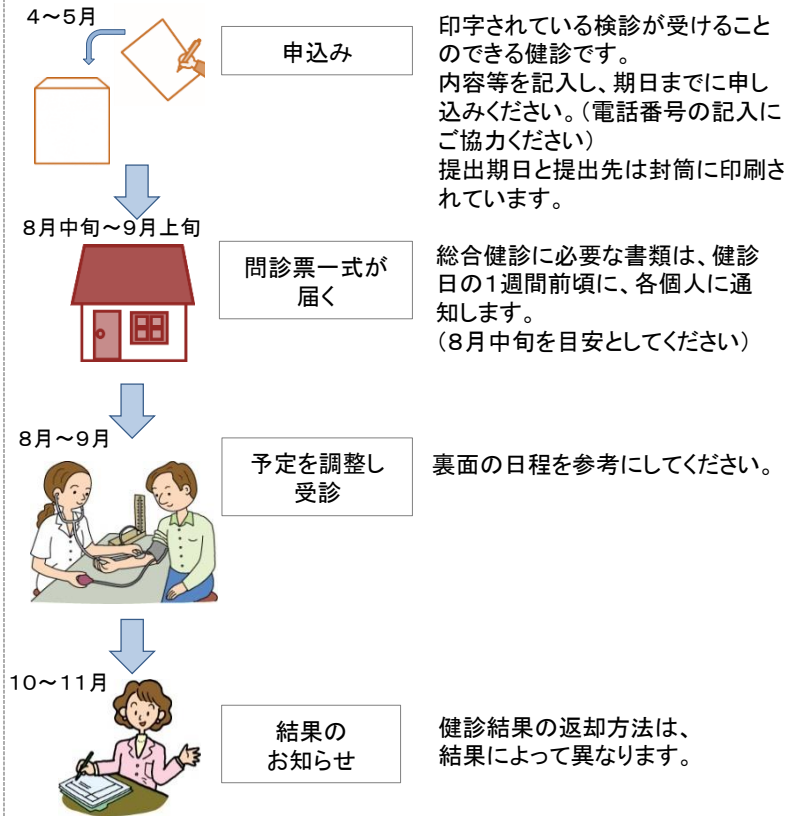 4～5月
申込み
印字されている検診が受けること
のできる健診です。
内容等を記入し、期日までに申し
込みください。（電話番号の記入に
ご協力ください）
提出期日と提出先は封筒に印刷さ
れています。
8月中旬～9月上旬
問診票一式が
届く
総合健診に必要な書類は、健診
日の１週間前頃に、各個人に通
知します。
（８月中旬を目安としてください）
8月～9月
予定を調整し
受診
裏面の日程を参考にしてください。
10～11月
結果の
お知らせ
健診結果の返却方法は、
結果によって異なります。